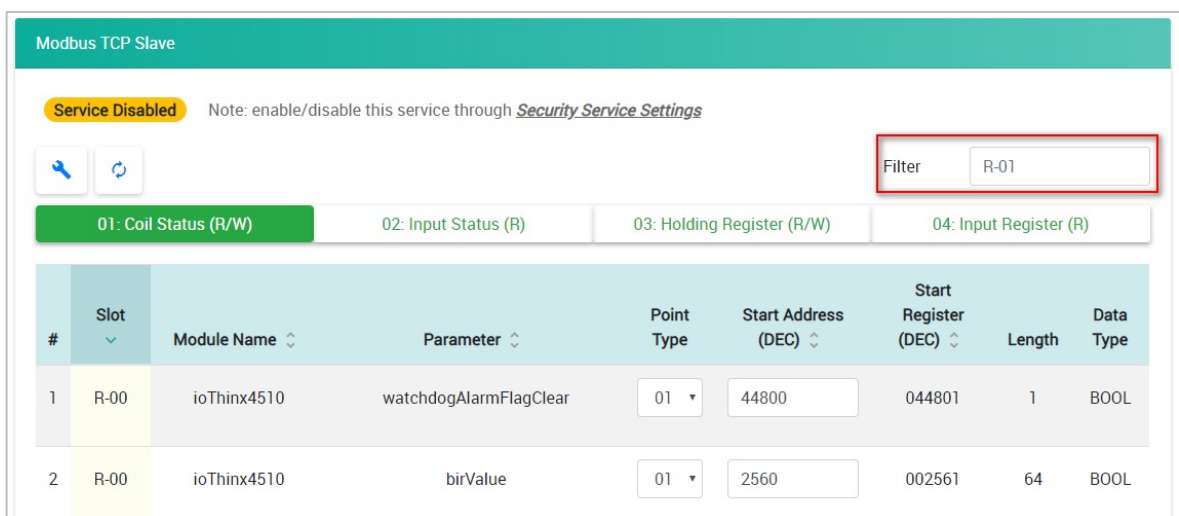 Modbus TCP Slave
Service Disabled Note: enable/disable this service through Security Service Settings
Filter R-01
01: Coil Status (R/W) 02: Input Status (R) 03: Holding Register (R/W) 04: Input Register (R)
# Slot Module Name Parameter Point Type Start Address (DEC) Start Register (DEC) Length Data Type
1 R-00 ioThinx4510 watchdogAlarmFlagClear 01 44800 044801 1 BOOL
2 R-00 ioThinx4510 birValue 01 2560 002561 64 BOOL